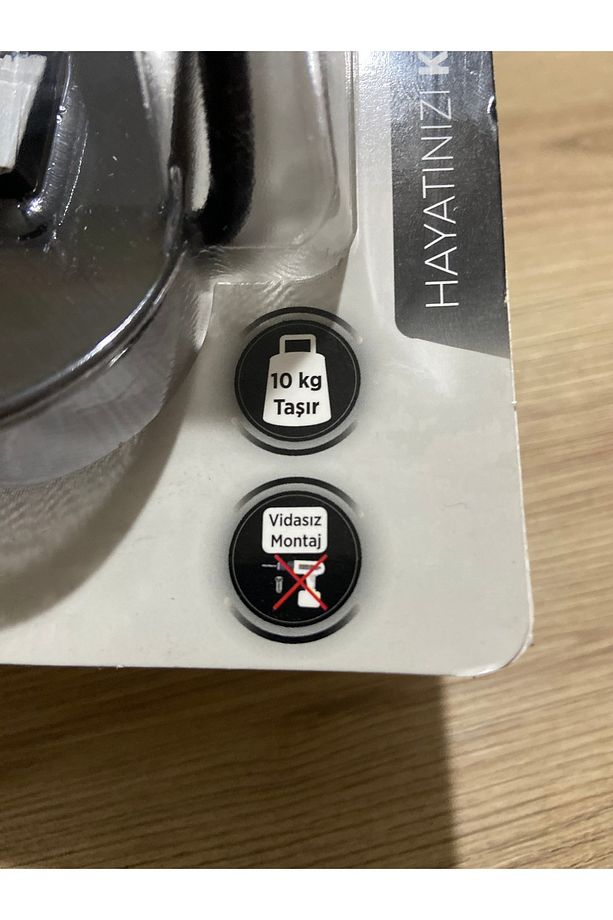 HAYATINIZI K
10 kg
Taşır
Vidasız
Montaj